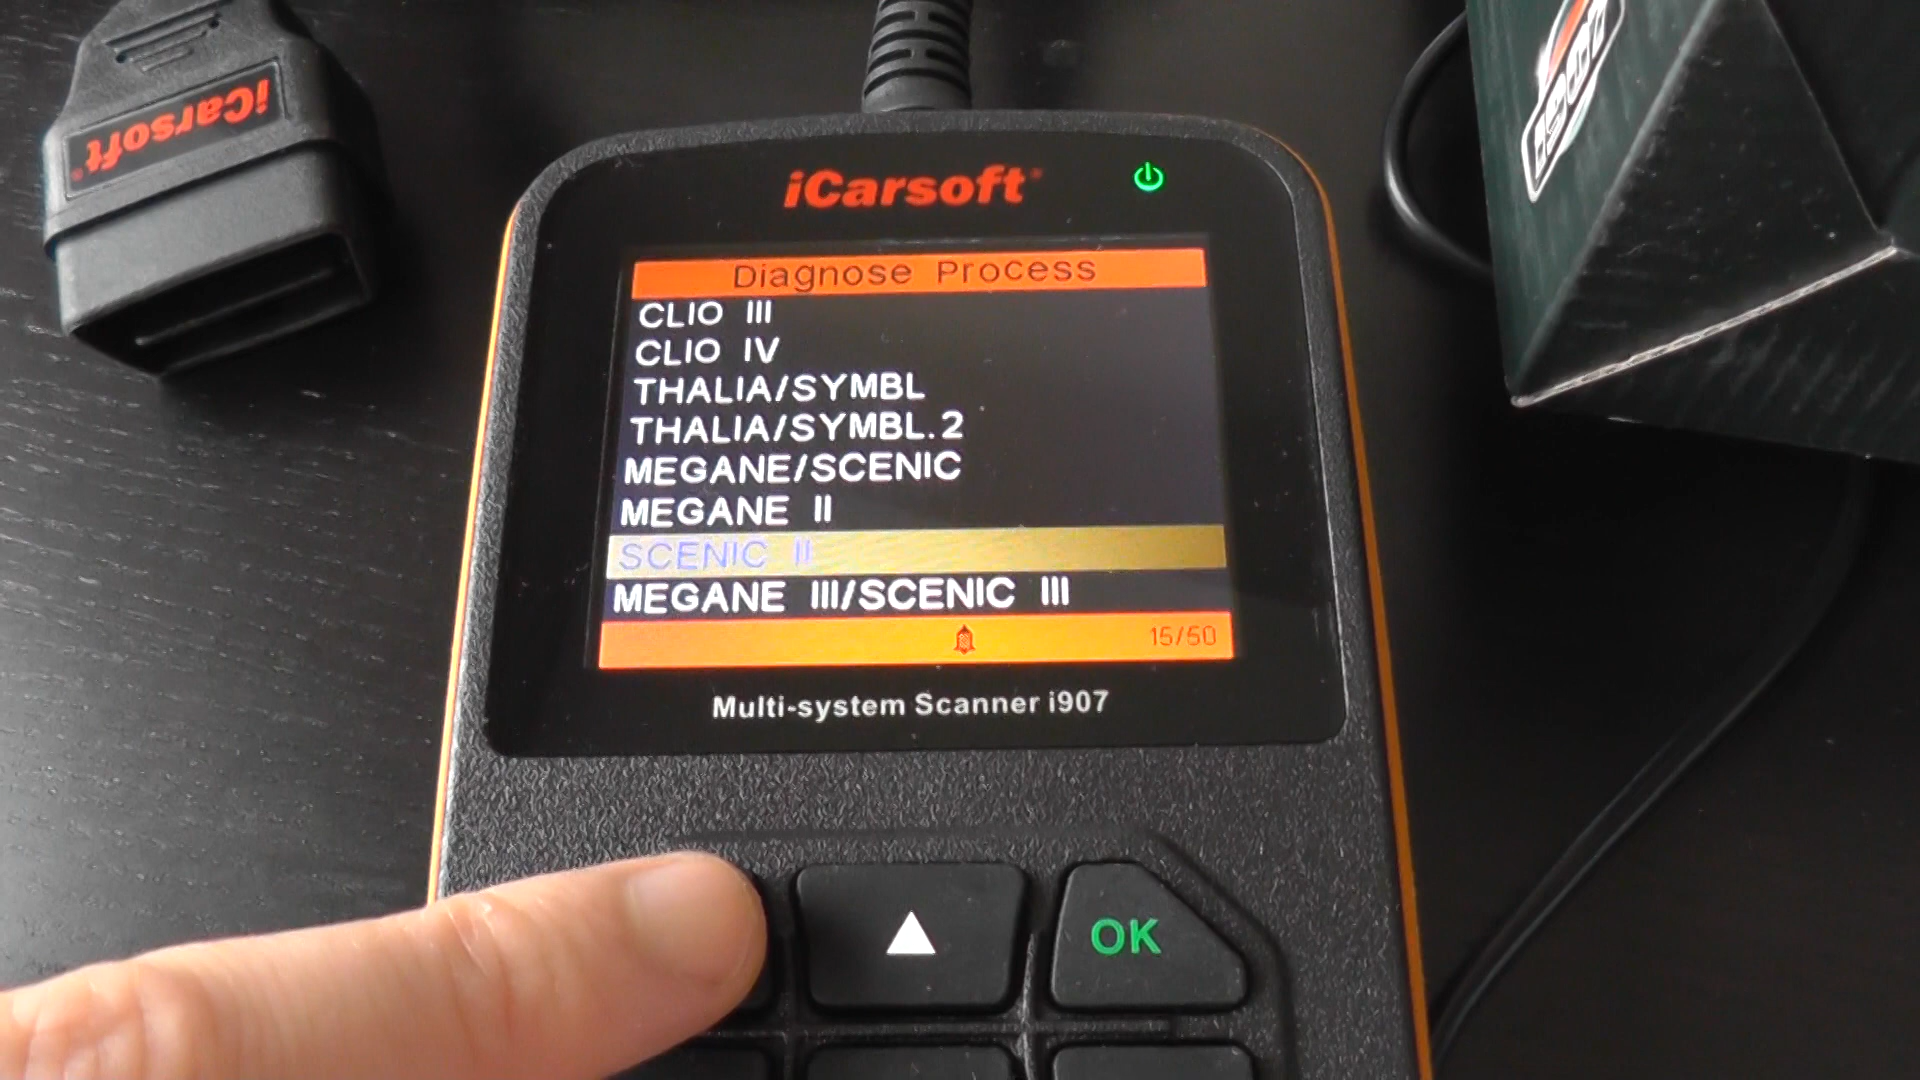 iCarsoft®
iCarsoft®
Diagnose Process
CLIO III
CLIO IV
THALIA/SYMBL
THALIA/SYMBL.2
MEGANE/SCENIC
MEGANE II
SCENIC II
MEGANE III/SCENIC III
15/50
Multi-system Scanner i907
OK